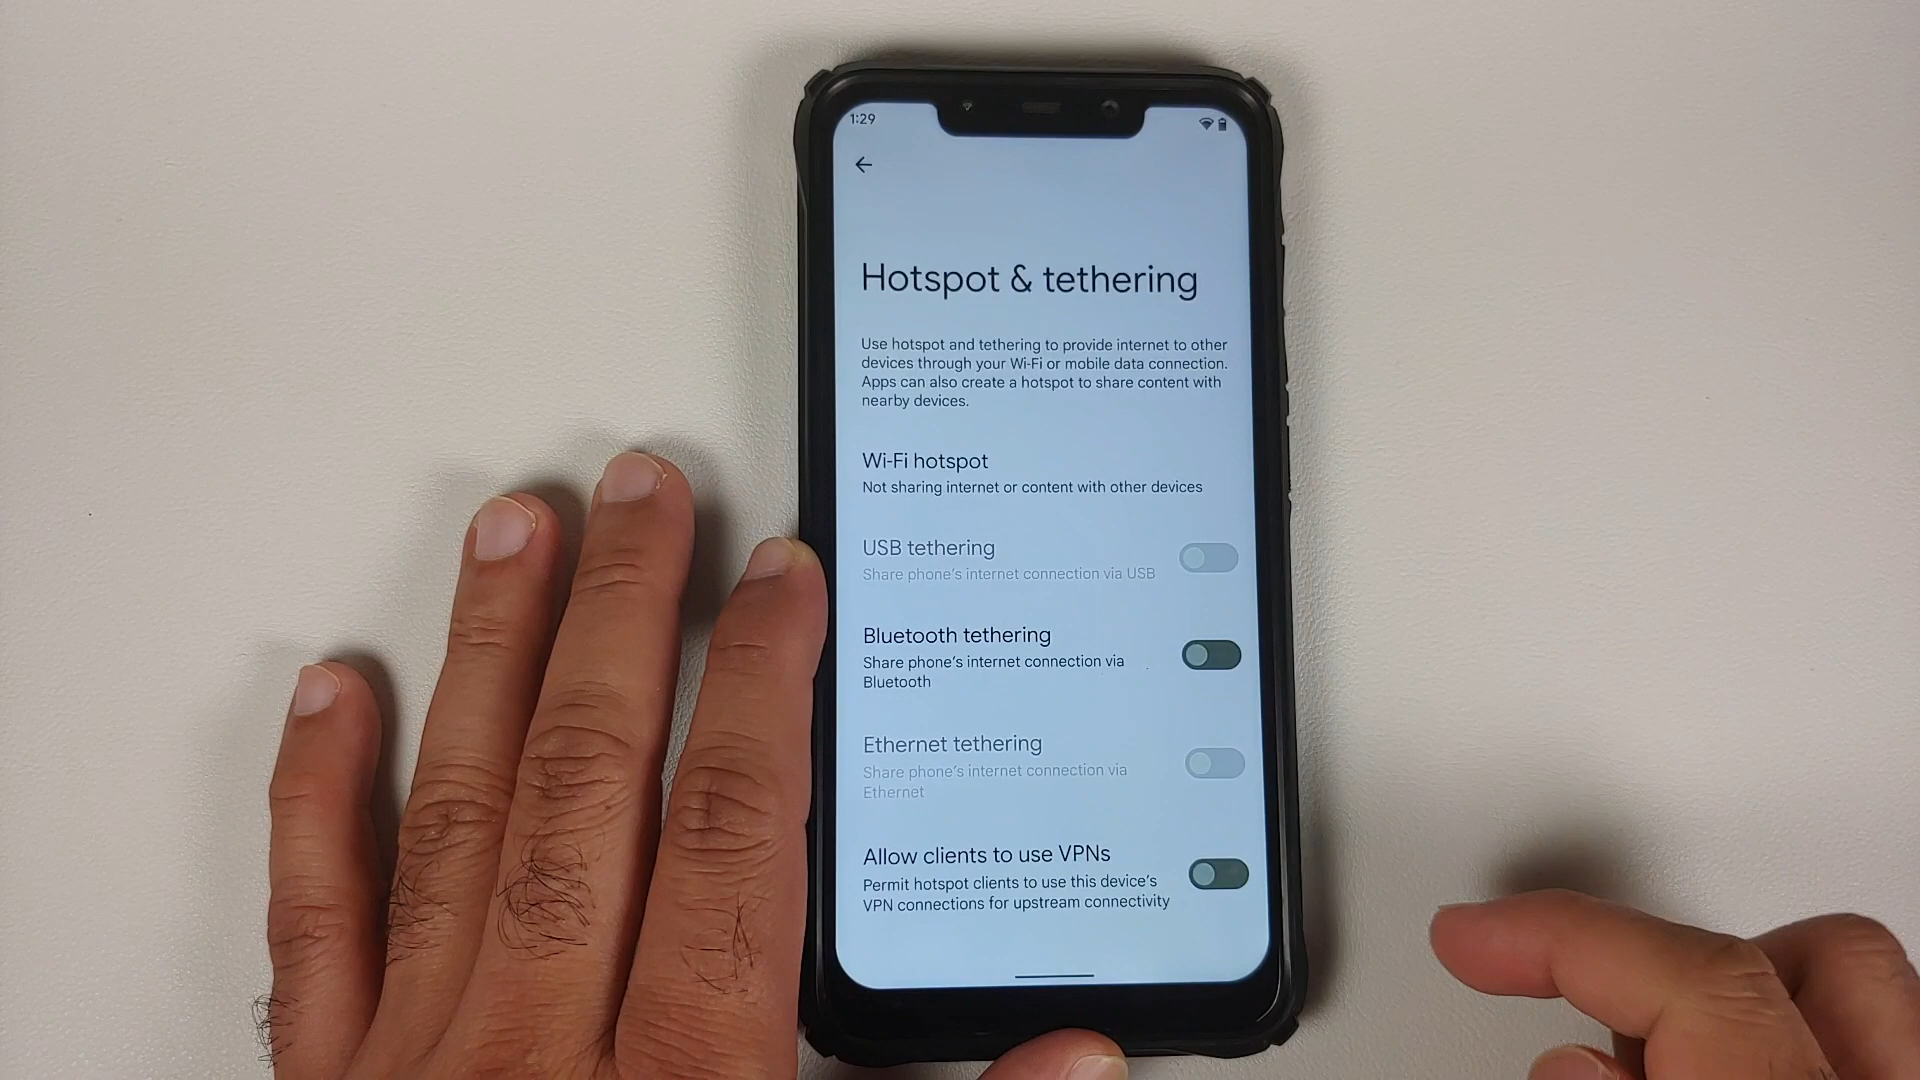 1:29
Hotspot & tethering
Use hotspot and tethering to provide internet to other
devices through your Wi-Fi or mobile data connection.
Apps can also create a hotspot to share content with
nearby devices.
Wi-Fi hotspot
Not sharing internet or content with other devices
USB tethering
Share phone's internet connection via USB
Bluetooth tethering
Share phone's internet connection via
Bluetooth
Ethernet tethering
Share phone's internet connection via
Ethernet
Allow clients to use VPNs
Permit hotspot clients to use this device's
VPN connections for upstream connectivity